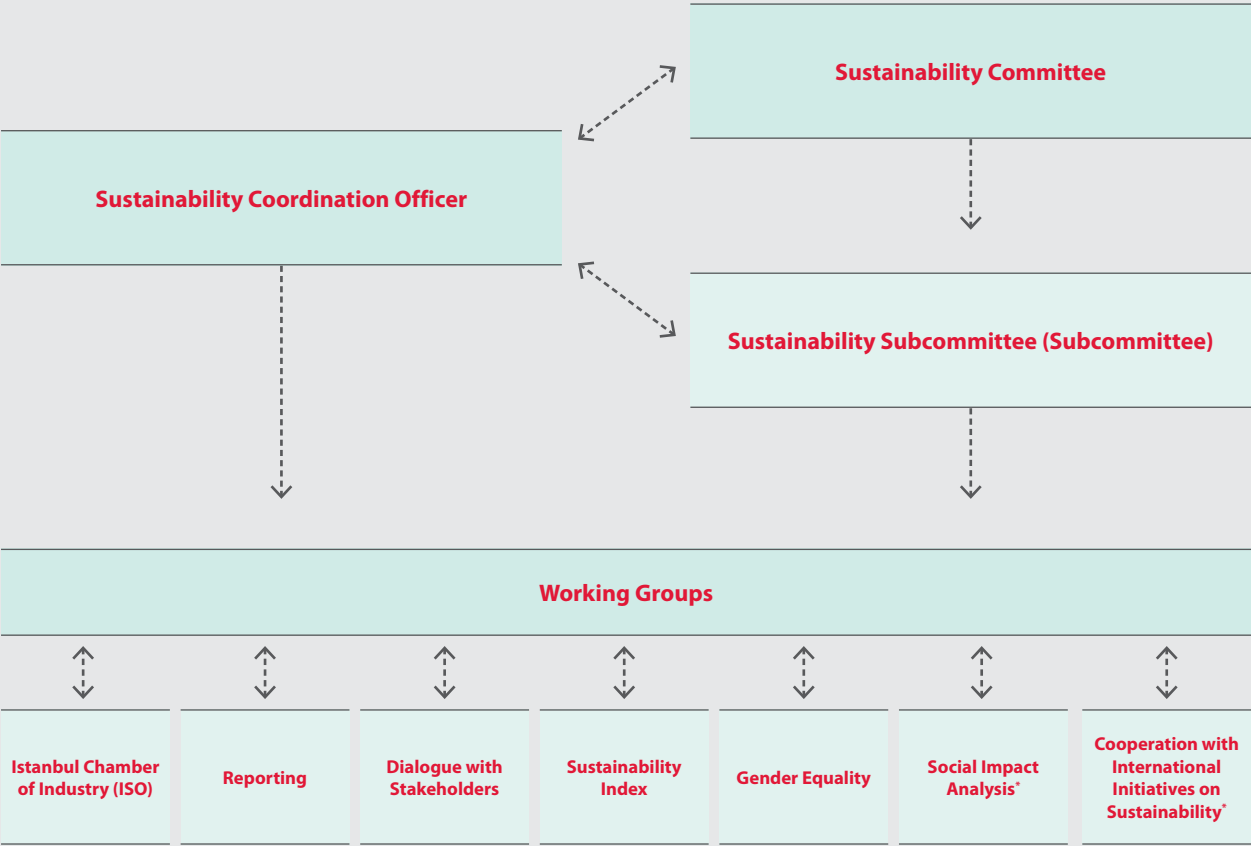 Sustainability Committee
Sustainability Coordination Officer
Sustainability Subcommittee (Subcommittee)
Working Groups
Istanbul Chamber
of Industry (ISO)
Reporting
Dialogue with
Stakeholders
Sustainability
Index
Gender Equality
Social Impact
Analysis*
Cooperation with
International
Initiatives on
Sustainability*